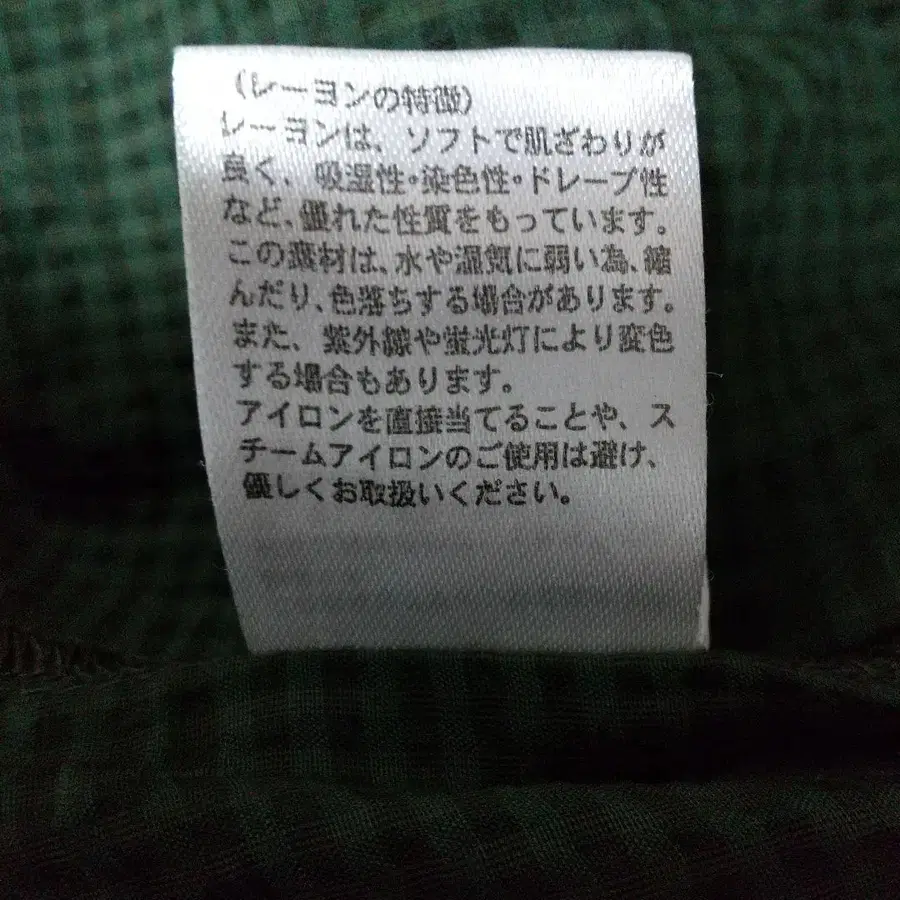 (レーヨンの特徴)
レーヨンは、ソフトで肌ざわりが
良く、吸湿性・染色性・ドレープ性
など、優れた性質をもっています。
この素材は、水や湿気に弱い為、縮
んだり、色落ちする場合があります。
また、紫外線や蛍光灯により変色
する場合もあります。
アイロンを直接当てることや、ス
チームアイロンのご使用は避け、
優しくお取扱いください。